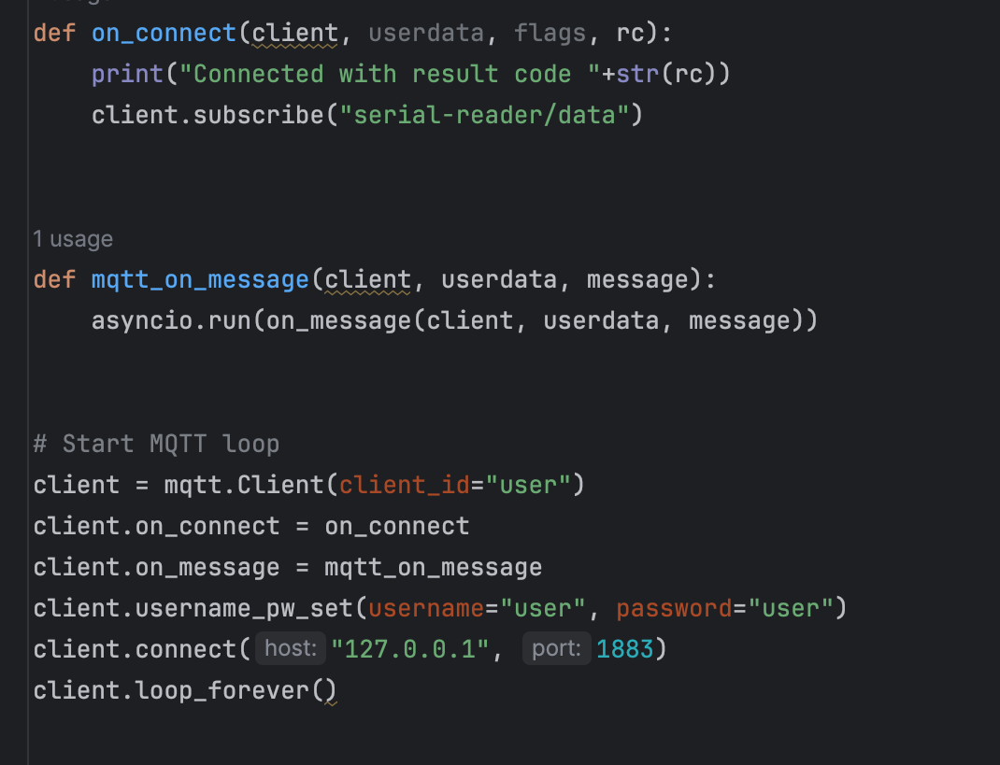 def on_connect(client, userdata, flags, rc):
    print("Connected with result code "+str(rc))
    client.subscribe("serial-reader/data")
1 usage
def mqtt_on_message(client, userdata, message):
    asyncio.run(on_message(client, userdata, message))
# Start MQTT loop
client = mqtt.Client(client_id="user")
client.on_connect = on_connect
client.on_message = mqtt_on_message
client.username_pw_set(username="user", password="user")
client.connect( host: "127.0.0.1",  port: 1883)
client.loop_forever()